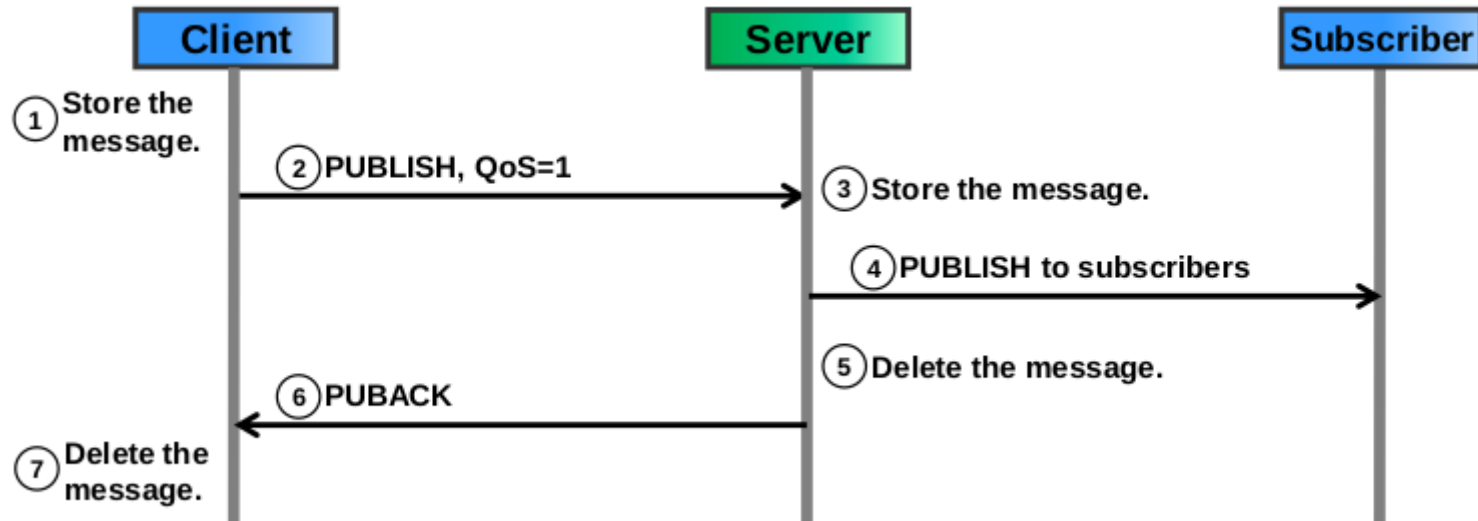 Client
Server
Subscriber
1 Store the
message.
2 PUBLISH, QoS=1
3 Store the message.
4 PUBLISH to subscribers
5 Delete the message.
6 PUBACK
7 Delete the
message.